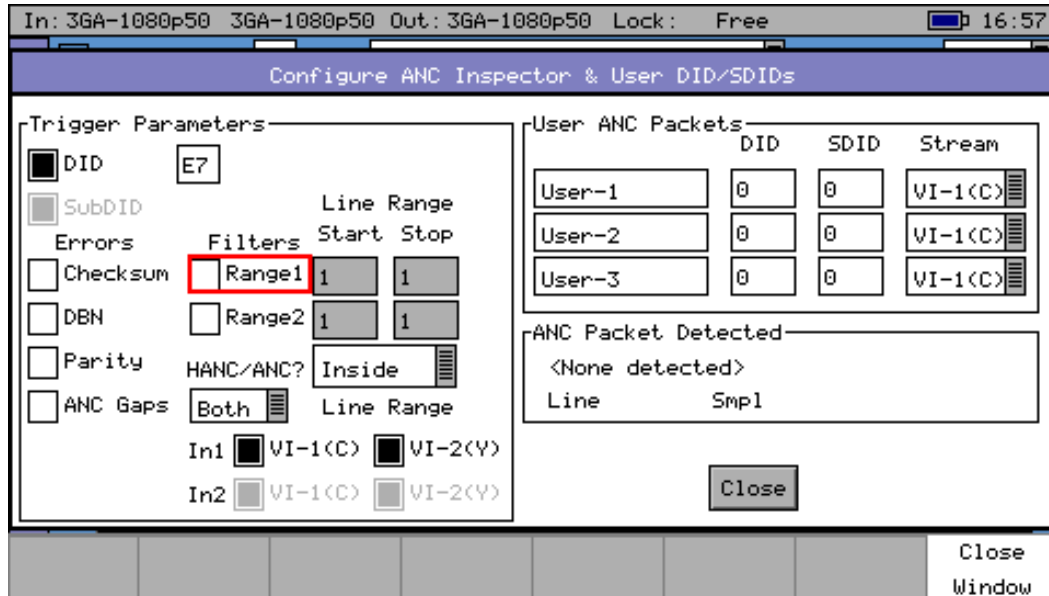 In: 3GA-1080p50 3GA-1080p50 Out: 3GA-1080p50 Lock: Free 16:57
Configure ANC Inspector & User DID/SDIDs
Trigger Parameters
DID E7
SubDID
Line Range
Errors Filters Start Stop
Checksum Range1 1 1
DBN Range2 1 1
Parity HANC/ANC? Inside
ANC Gaps Both Line Range
In1 VI-1(C) VI-2(Y)
In2 VI-1(C) VI-2(Y)
User ANC Packets
DID SDID Stream
User-1 0 0 VI-1(C)
User-2 0 0 VI-1(C)
User-3 0 0 VI-1(C)
ANC Packet Detected
<None detected>
Line Smpl
Close
Close
Window